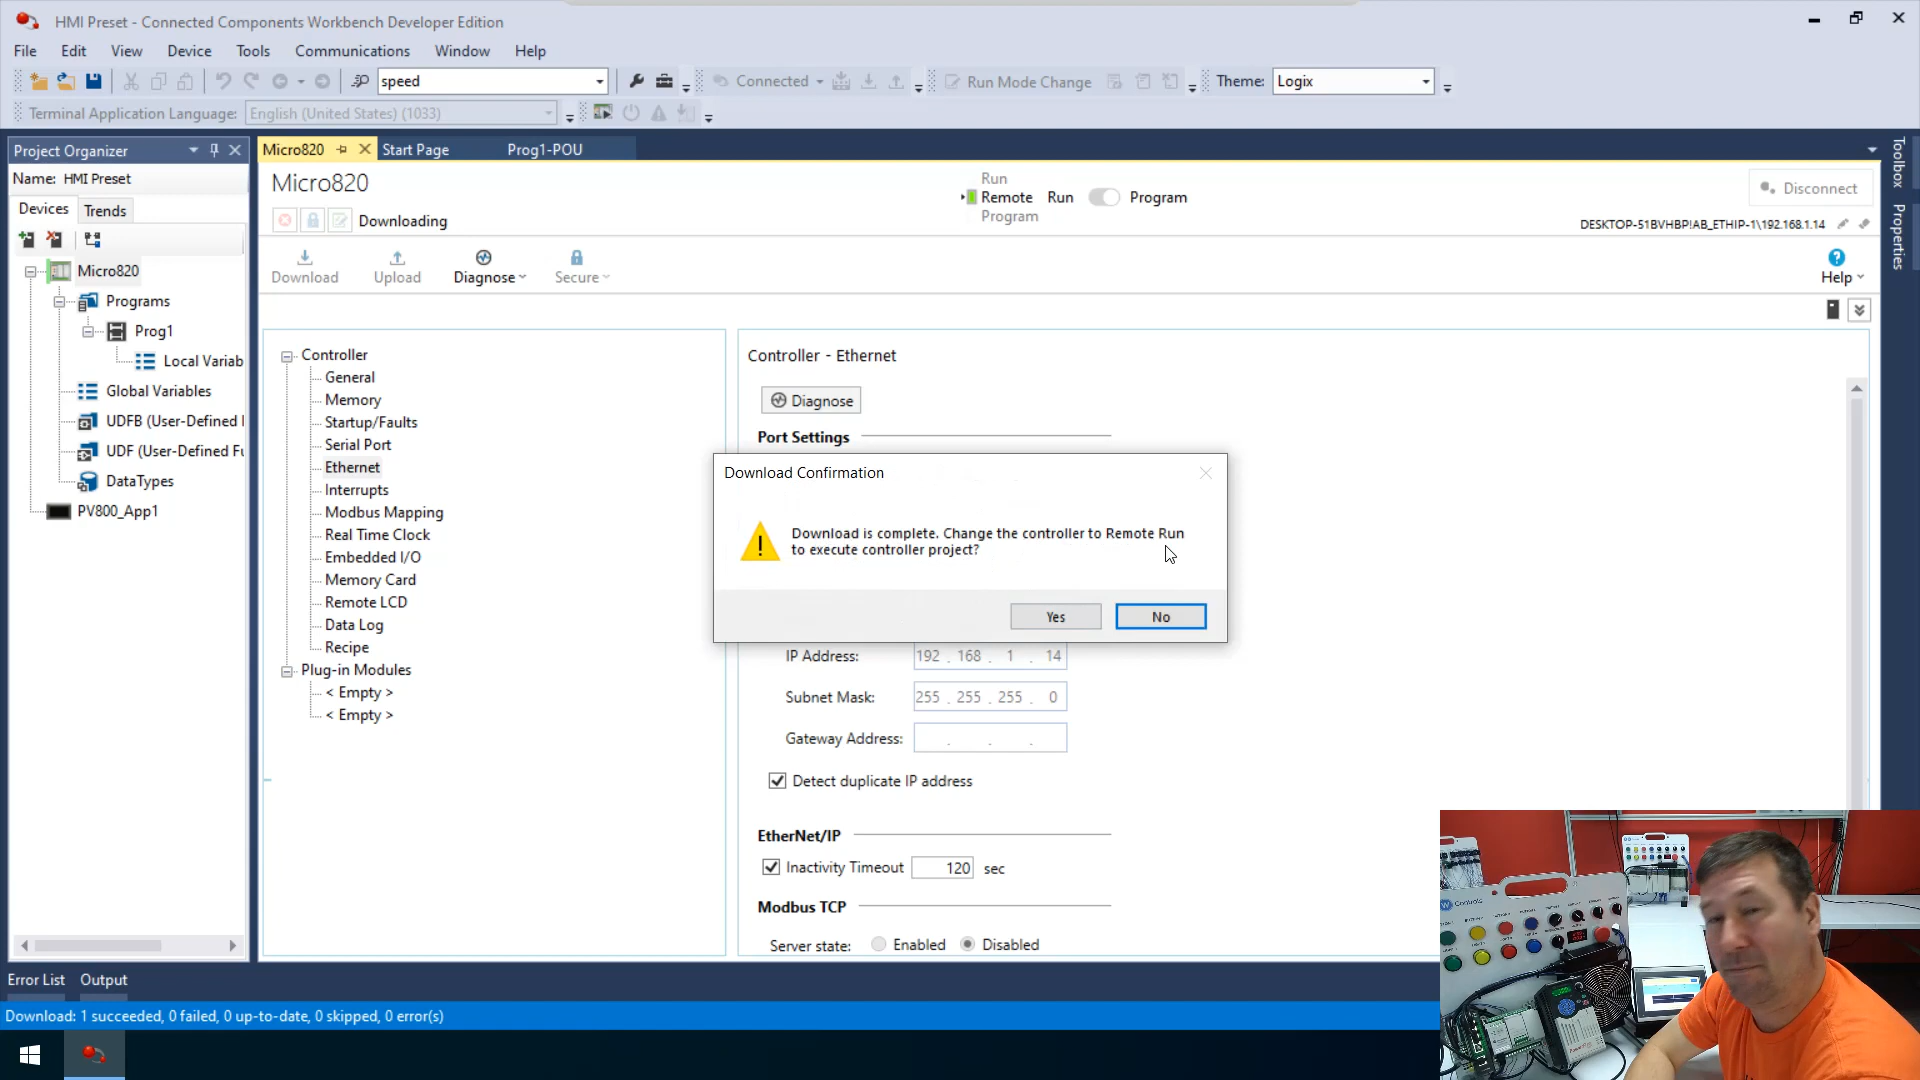 HMI Preset - Connected Components Workbench Developer Edition
File Edit View Device Tools Communications Window Help
speed
Connected
Run Mode Change
Theme: Logix
Terminal Application Language: English (United States) (1033)
Project Organizer
Name: HMI Preset
Devices Trends
Micro820
Programs
Prog1
Local Variab
Global Variables
UDFB (User-Defined
UDF (User-Defined Fu
DataTypes
PV800_App1
Micro820 Start Page Prog1-POU
Micro820
Downloading
Run
Remote Run Program
Program
Disconnect
DESKTOP-51BVHBP!AB_ETHIP-1\192.168.1.14
Download Upload Diagnose Secure
Help
Controller
General
Memory
Startup/Faults
Serial Port
Ethernet
Interrupts
Modbus Mapping
Real Time Clock
Embedded I/O
Memory Card
Remote LCD
Data Log
Recipe
Plug-in Modules
< Empty >
< Empty >
Controller - Ethernet
Diagnose
Port Settings
Download Confirmation
Download is complete. Change the controller to Remote Run
to execute controller project?
Yes No
IP Address: 192 . 168 . 1 . 14
Subnet Mask: 255 . 255 . 255 . 0
Gateway Address: . . .
Detect duplicate IP address
EtherNet/IP
Inactivity Timeout 120 sec
Modbus TCP
Server state: Enabled Disabled
Toolbox
Properties
Error List Output
Download: 1 succeeded, 0 failed, 0 up-to-date, 0 skipped, 0 error(s)
Controls